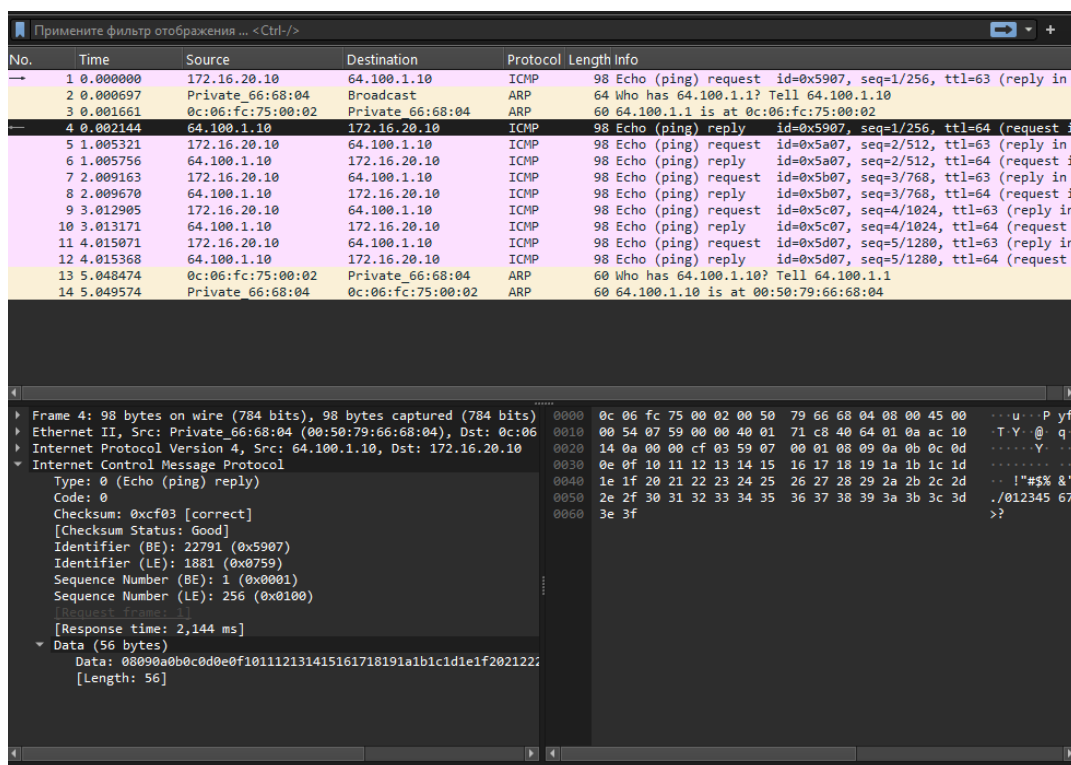 Примените фильтр отображения ... <Ctrl-/>
No. Time Source Destination Protocol Length Info
1 0.000000 172.16.20.10 64.100.1.10 ICMP 98 Echo (ping) request id=0x5907, seq=1/256, ttl=63 (reply in
2 0.000697 Private_66:68:04 Broadcast ARP 64 Who has 64.100.1.1? Tell 64.100.1.10
3 0.001661 0c:06:fc:75:00:02 Private_66:68:04 ARP 60 64.100.1.1 is at 0c:06:fc:75:00:02
4 0.002144 64.100.1.10 172.16.20.10 ICMP 98 Echo (ping) reply id=0x5907, seq=1/256, ttl=64 (request i
5 1.005321 172.16.20.10 64.100.1.10 ICMP 98 Echo (ping) request id=0x5a07, seq=2/512, ttl=63 (reply in
6 1.005756 64.100.1.10 172.16.20.10 ICMP 98 Echo (ping) reply id=0x5a07, seq=2/512, ttl=64 (request i
7 2.009163 172.16.20.10 64.100.1.10 ICMP 98 Echo (ping) request id=0x5b07, seq=3/768, ttl=63 (reply in
8 2.009670 64.100.1.10 172.16.20.10 ICMP 98 Echo (ping) reply id=0x5b07, seq=3/768, ttl=64 (request i
9 3.012905 172.16.20.10 64.100.1.10 ICMP 98 Echo (ping) request id=0x5c07, seq=4/1024, ttl=63 (reply in
10 3.013171 64.100.1.10 172.16.20.10 ICMP 98 Echo (ping) reply id=0x5c07, seq=4/1024, ttl=64 (request
11 4.015071 172.16.20.10 64.100.1.10 ICMP 98 Echo (ping) request id=0x5d07, seq=5/1280, ttl=63 (reply in
12 4.015368 64.100.1.10 172.16.20.10 ICMP 98 Echo (ping) reply id=0x5d07, seq=5/1280, ttl=64 (request
13 5.048474 0c:06:fc:75:00:02 Private_66:68:04 ARP 60 Who has 64.100.1.10? Tell 64.100.1.1
14 5.049574 Private_66:68:04 0c:06:fc:75:00:02 ARP 60 64.100.1.10 is at 00:50:79:66:68:04
Frame 4: 98 bytes on wire (784 bits), 98 bytes captured (784 bits)
Ethernet II, Src: Private_66:68:04 (00:50:79:66:68:04), Dst: 0c:06
Internet Protocol Version 4, Src: 64.100.1.10, Dst: 172.16.20.10
Internet Control Message Protocol
Type: 0 (Echo (ping) reply)
Code: 0
Checksum: 0xcf03 [correct]
[Checksum Status: Good]
Identifier (BE): 22791 (0x5907)
Identifier (LE): 1881 (0x0759)
Sequence Number (BE): 1 (0x0001)
Sequence Number (LE): 256 (0x0100)
[Request frame: 1]
[Response time: 2,144 ms]
Data (56 bytes)
Data: 08090a0b0c0d0e0f101112131415161718191a1b1c1d1e1f2021222
[Length: 56]
0000 0c 06 fc 75 00 02 00 50 79 66 68 04 08 00 45 00 ···u···P yf
0010 00 54 07 59 00 00 40 01 71 c8 40 64 01 0a ac 10 ·T·Y··@· q
0020 14 0a 00 00 cf 03 59 07 00 01 08 09 0a 0b 0c 0d ······Y· ··
0030 0e 0f 10 11 12 13 14 15 16 17 18 19 1a 1b 1c 1d ········ ··
0040 1e 1f 20 21 22 23 24 25 26 27 28 29 2a 2b 2c 2d ·· !"#$% &'
0050 2e 2f 30 31 32 33 34 35 36 37 38 39 3a 3b 3c 3d ./012345 67
0060 3e 3f >?